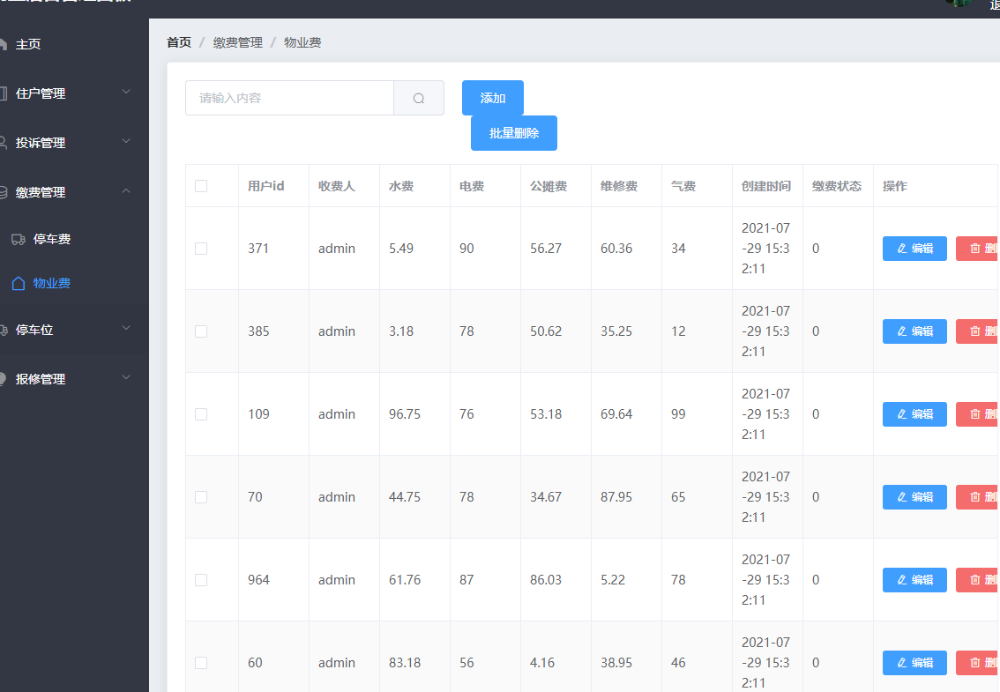 退
主页
住户管理
投诉管理
缴费管理
停车费
物业费
停车位
报修管理
首页 / 缴费管理 / 物业费
请输入内容 添加
批量删除
用户id 收费人 水费 电费 公摊费 维修费 气费 创建时间 缴费状态 操作
371 admin 5.49 90 56.27 60.36 34 2021-07-29 15:32:11 0 编辑 删
385 admin 3.18 78 50.62 35.25 12 2021-07-29 15:32:11 0 编辑 删
109 admin 96.75 76 53.18 69.64 99 2021-07-29 15:32:11 0 编辑 删
70 admin 44.75 78 34.67 87.95 65 2021-07-29 15:32:11 0 编辑 删
964 admin 61.76 87 86.03 5.22 78 2021-07-29 15:32:11 0 编辑 删
60 admin 83.18 56 4.16 38.95 46 2021-07-29 15:32:11 0 编辑 删